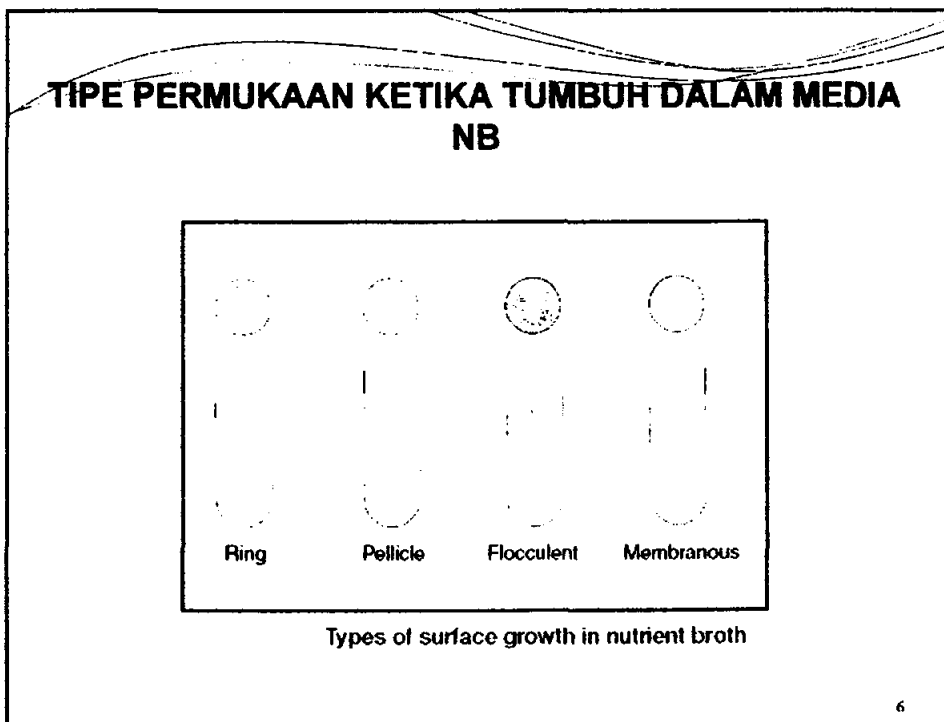 TIPE PERMUKAAN KETIKA TUMBUH DALAM MEDIA
NB
Ring Pellicle Flocculent Membranous
Types of surface growth in nutrient broth
6